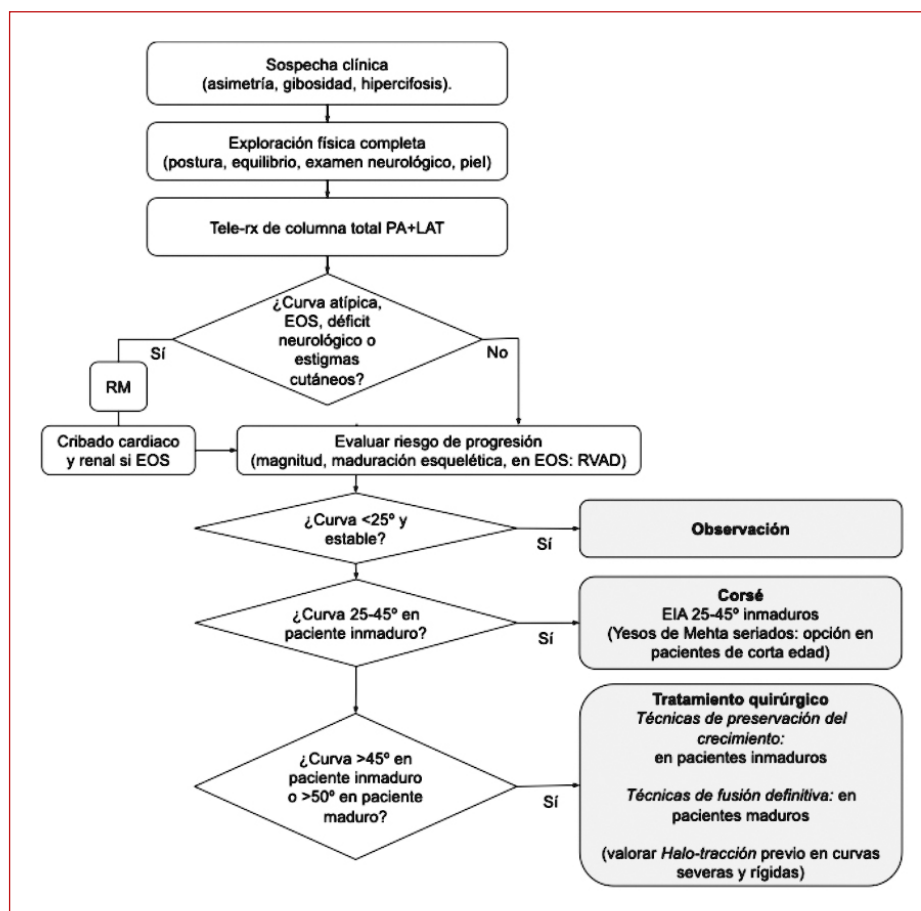 Sospecha clínica
(asimetría, gibosidad, hipercifosis).
Exploración física completa
(postura, equilibrio, examen neurológico, piel)
Tele-rx de columna total PA+LAT
¿Curva atípica,
EOS, déficit
neurológico o
estigmas
cutáneos?
Sí
No
RM
Cribado cardiaco
y renal si EOS
Evaluar riesgo de progresión
(magnitud, maduración esquelética, en EOS: RVAD)
¿Curva <25º y
estable?
Sí
Observación
¿Curva 25-45º en
paciente inmaduro?
Sí
Corsé
EIA 25-45º inmaduros
(Yesos de Mehta seriados: opción en
pacientes de corta edad)
¿Curva >45º en
paciente inmaduro
o >50º en paciente
maduro?
Sí
Tratamiento quirúrgico
Técnicas de preservación del
crecimiento:
en pacientes inmaduros
Técnicas de fusión definitiva: en
pacientes maduros
(valorar Halo-tracción previo en curvas
severas y rígidas)